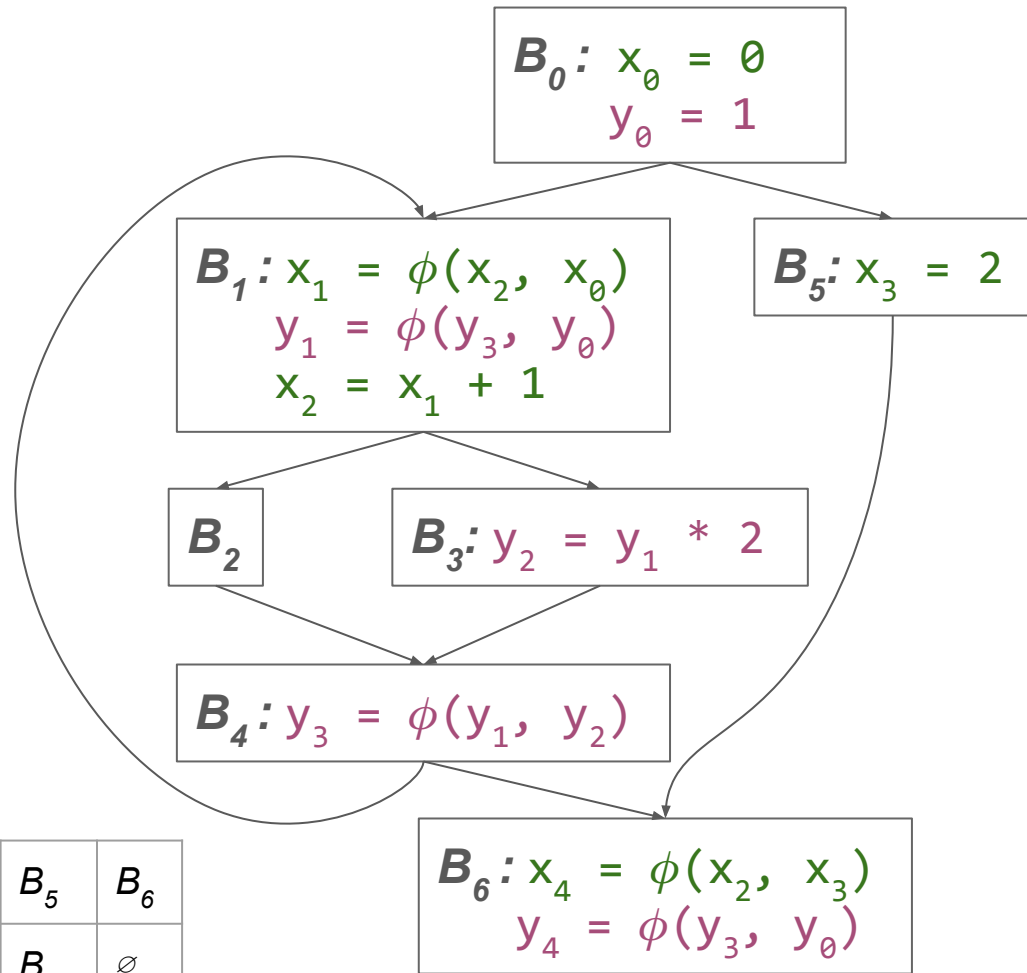 B₀: x₀ = 0
y₀ = 1
B₁: x₁ = ϕ(x₂, x₀)
y₁ = ϕ(y₃, y₀)
x₂ = x₁ + 1
B₅: x₃ = 2
B₂
B₃: y₂ = y₁ * 2
B₄: y₃ = ϕ(y₁, y₂)
B₆: x₄ = ϕ(x₂, x₃)
y₄ = ϕ(y₃, y₀)
B₅ B₆
B ∅